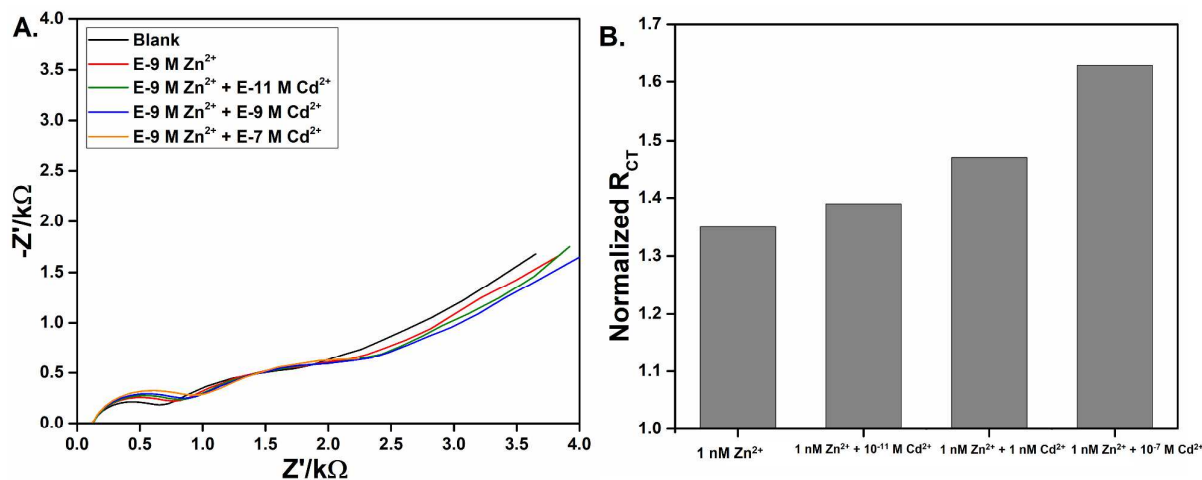 A.
4.0
3.5
3.0
2.5
2.0
1.5
1.0
0.5
0.0
-Z'/kΩ
Blank
E-9 M Zn²⁺
E-9 M Zn²⁺ + E-11 M Cd²⁺
E-9 M Zn²⁺ + E-9 M Cd²⁺
E-9 M Zn²⁺ + E-7 M Cd²⁺
0.0 0.5 1.0 1.5 2.0 2.5 3.0 3.5 4.0
Z'/kΩ
B.
1.7
1.6
1.5
1.4
1.3
1.2
1.1
1.0
Normalized R_CT
1 nM Zn²⁺
1 nM Zn²⁺ + 10⁻¹¹ M Cd²⁺
1 nM Zn²⁺ + 1 nM Cd²⁺
1 nM Zn²⁺ + 10⁻⁷ M Cd²⁺